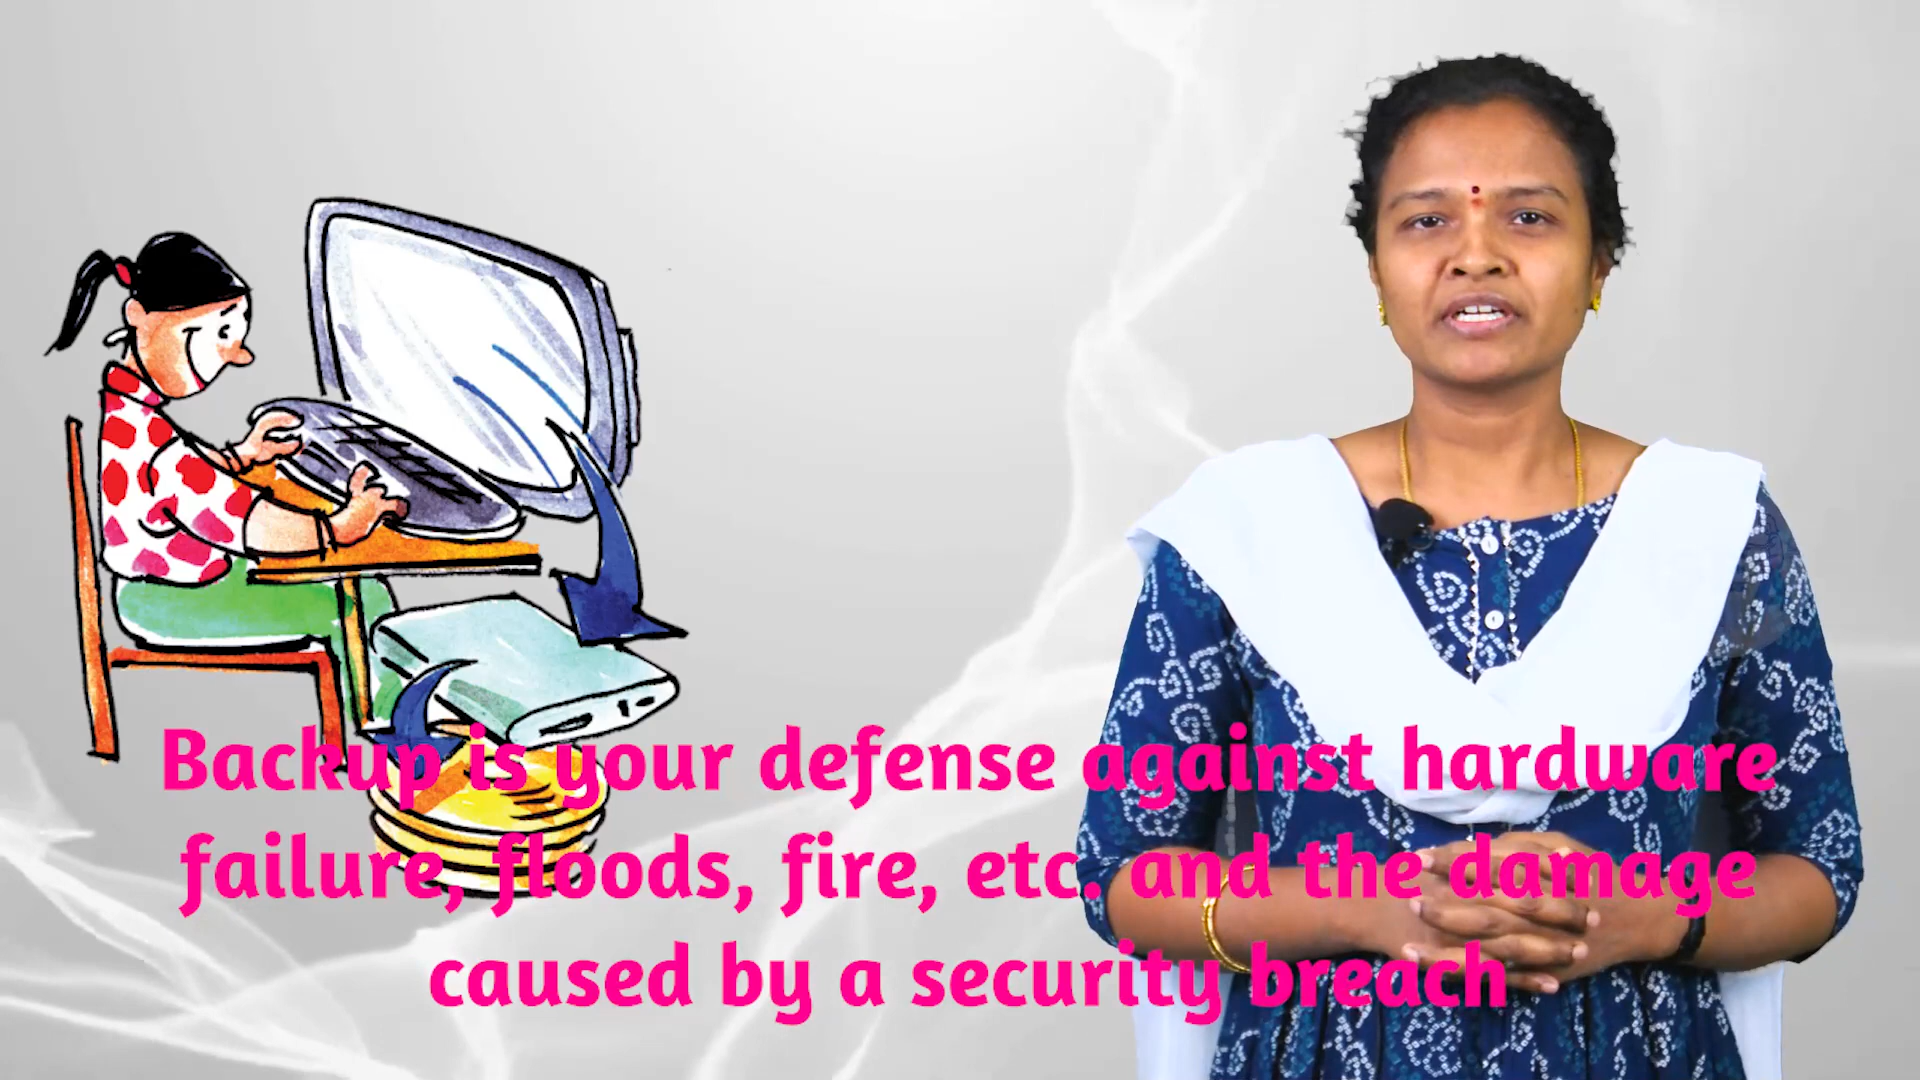 Backup is your defense against hardware
failure, floods, fire, etc. and the damage
caused by a security breach